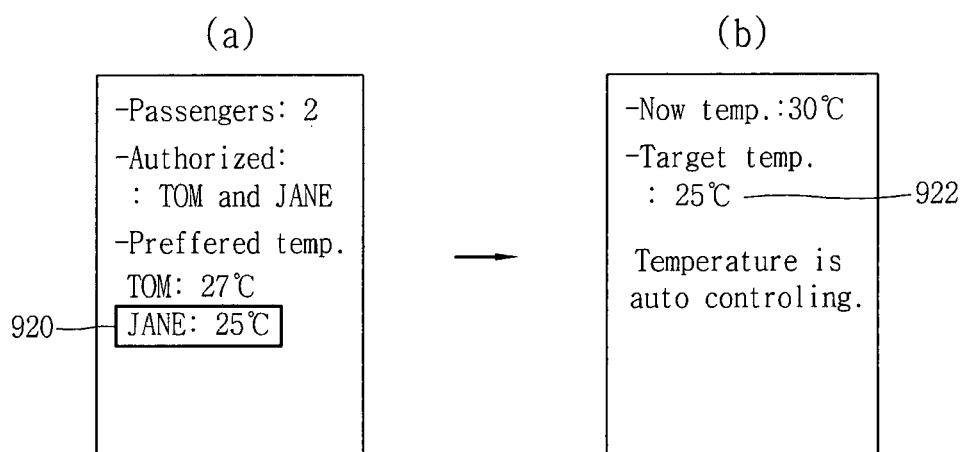 (a)
-Passengers: 2
-Authorized:
: TOM and JANE
-Preffered temp.
TOM: 27℃
JANE: 25℃
920
(b)
-Now temp.:30℃
-Target temp.
: 25℃
922
Temperature is
auto controling.